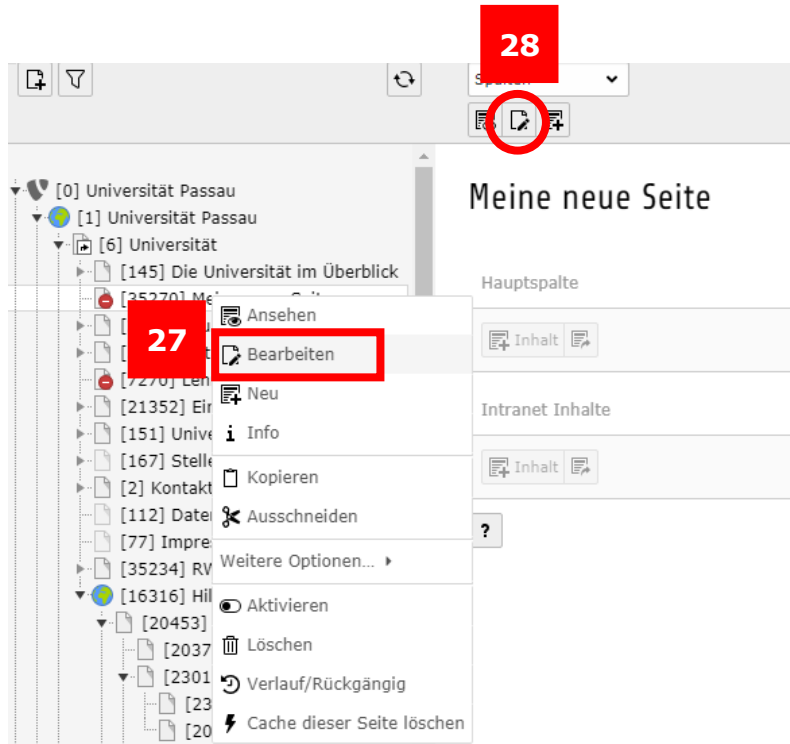 28
Spalten
[0] Universität Passau
[1] Universität Passau
[6] Universität
[145] Die Universität im Überblick
[35270]
27
[7270]
[21352]
[151]
[167]
[2] Kontakt
[112]
[77]
[35234]
[16316]
[20453]
Ansehen
Bearbeiten
Neu
Info
Kopieren
Ausschneiden
Weitere Optionen...
Aktivieren
Löschen
Verlauf/Rückgängig
Cache dieser Seite löschen
Meine neue Seite
Hauptspalte
Inhalt
Intranet Inhalte
Inhalt
?